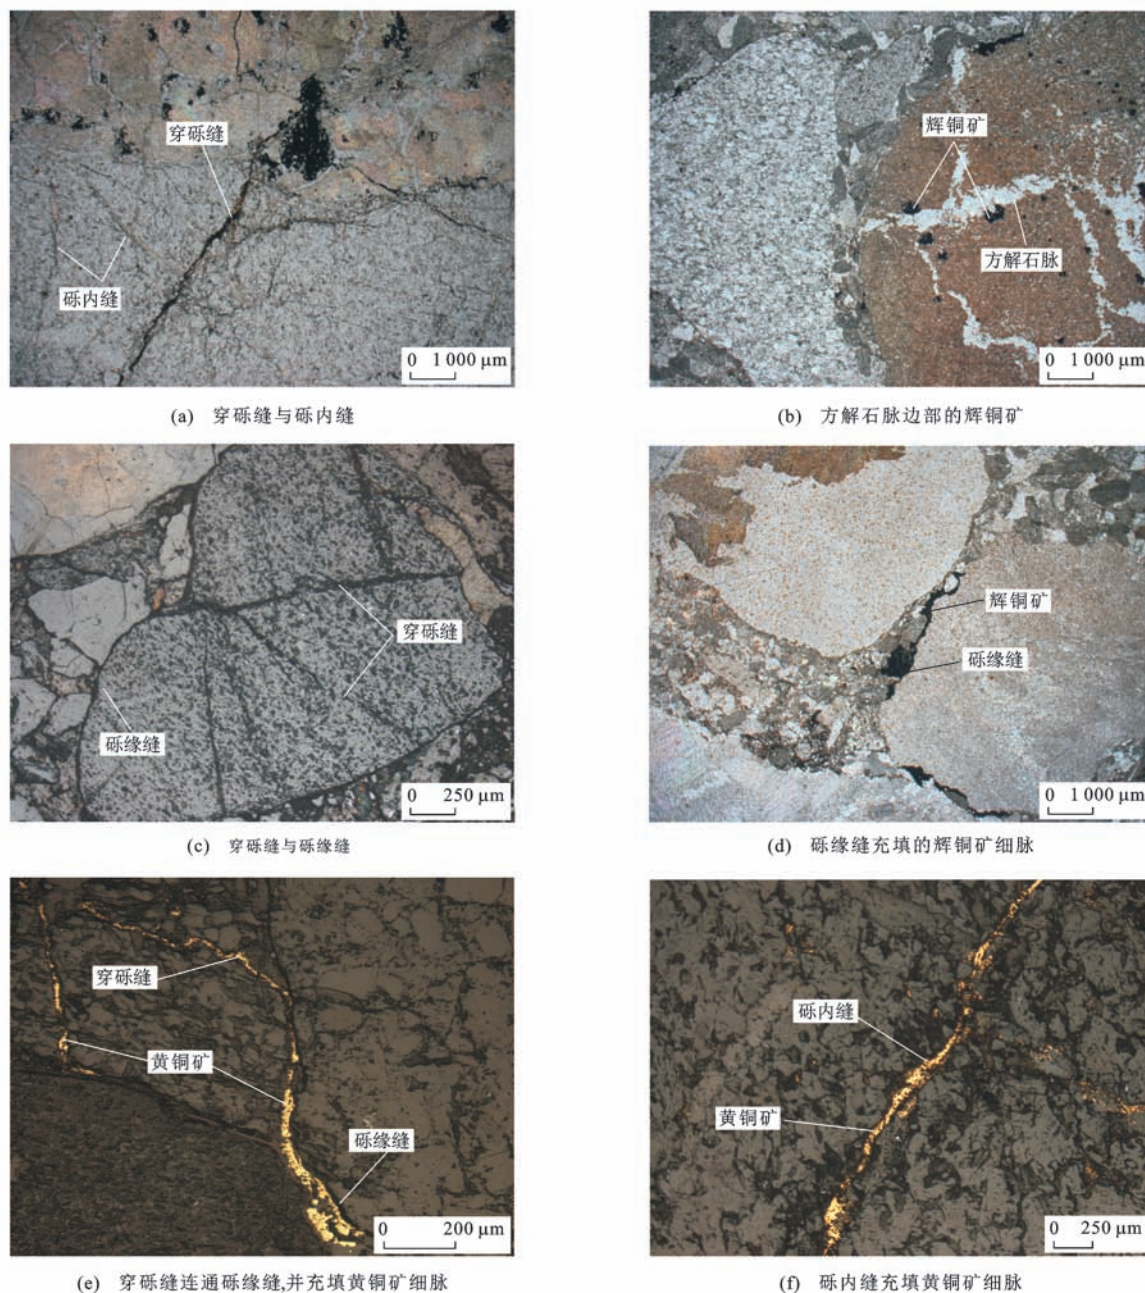 穿砾缝
砾内缝
0 1 000 μm
辉铜矿
方解石脉
0 1 000 μm
(a) 穿砾缝与砾内缝
(b) 方解石脉边部的辉铜矿
穿砾缝
砾缘缝
0 250 μm
辉铜矿
砾缘缝
0 1 000 μm
(c) 穿砾缝与砾缘缝
(d) 砾缘缝充填的辉铜矿细脉
穿砾缝
黄铜矿
砾缘缝
0 200 μm
砾内缝
黄铜矿
0 250 μm
(e) 穿砾缝连通砾缘缝,并充填黄铜矿细脉
(f) 砾内缝充填黄铜矿细脉